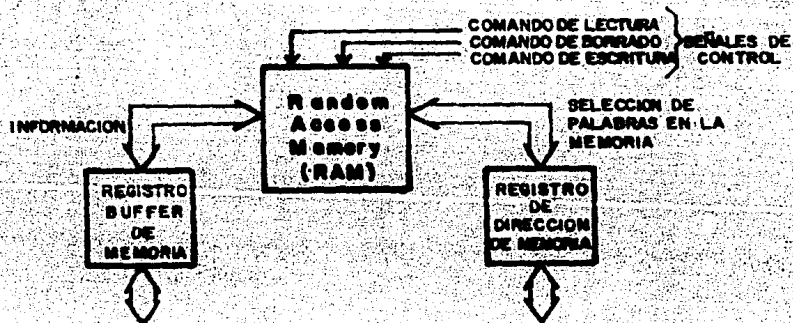 COMANDO DE LECTURA
COMANDO DE BORRADO
COMANDO DE ESCRITURA
SEÑALES DE
CONTROL
Random
Access
Memory
(RAM)
INFORMACION
SELECCION DE
PALABRAS EN LA
MEMORIA
REGISTRO
BUFFER
DE
MEMORIA
REGISTRO
DE
DIRECCION
DE MEMORIA